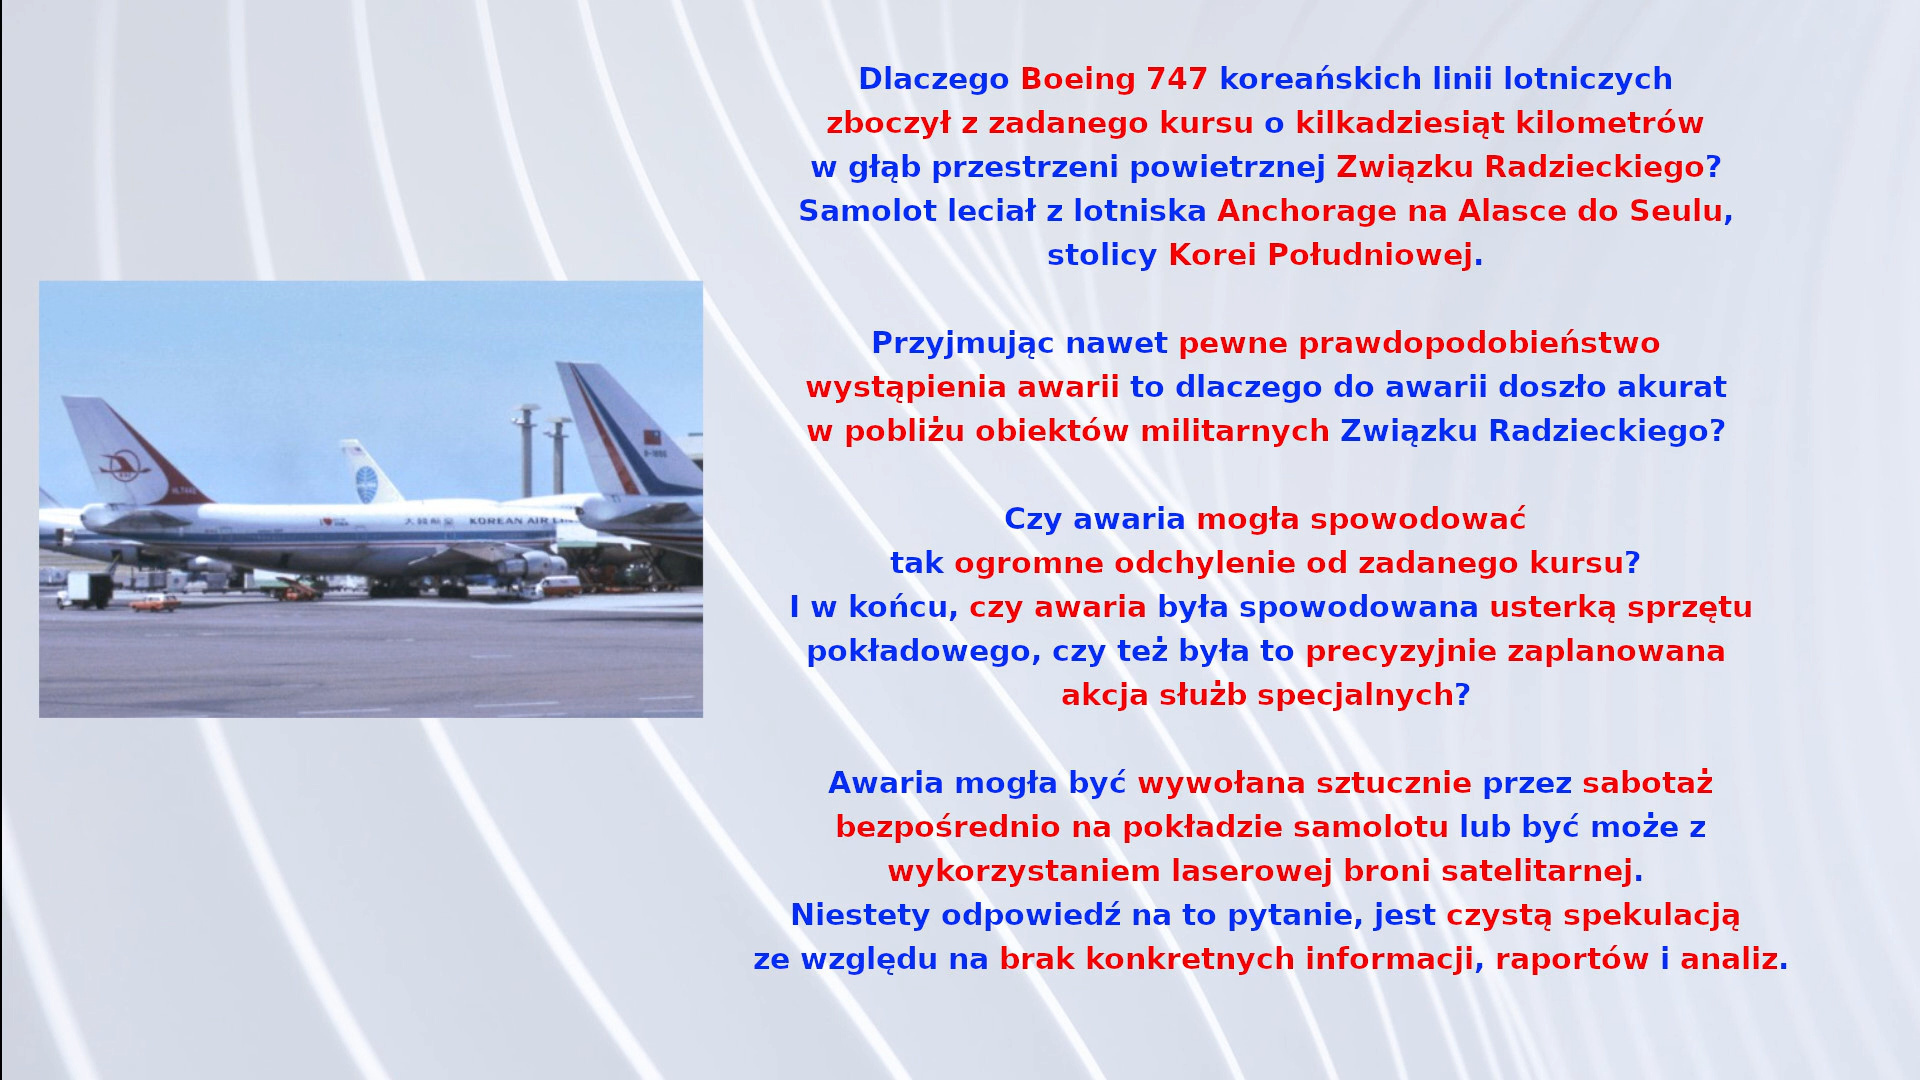 Dlaczego Boeing 747 koreańskich linii lotniczych
zboczył z zadanego kursu o kilkadziesiąt kilometrów
w głąb przestrzeni powietrznej Związku Radzieckiego?
Samolot leciał z lotniska Anchorage na Alasce do Seulu,
stolicy Korei Południowej.
Przyjmując nawet pewne prawdopodobieństwo
wystąpienia awarii to dlaczego do awarii doszło akurat
w pobliżu obiektów militarnych Związku Radzieckiego?
Czy awaria mogła spowodować
tak ogromne odchylenie od zadanego kursu?
I w końcu, czy awaria była spowodowana usterką sprzętu
pokładowego, czy też była to precyzyjnie zaplanowana
akcja służb specjalnych?
Awaria mogła być wywołana sztucznie przez sabotaż
bezpośrednio na pokładzie samolotu lub być może z
wykorzystaniem laserowej broni satelitarnej.
Niestety odpowiedź na to pytanie, jest czystą spekulacją
ze względu na brak konkretnych informacji, raportów i analiz.
KOREAN AIR